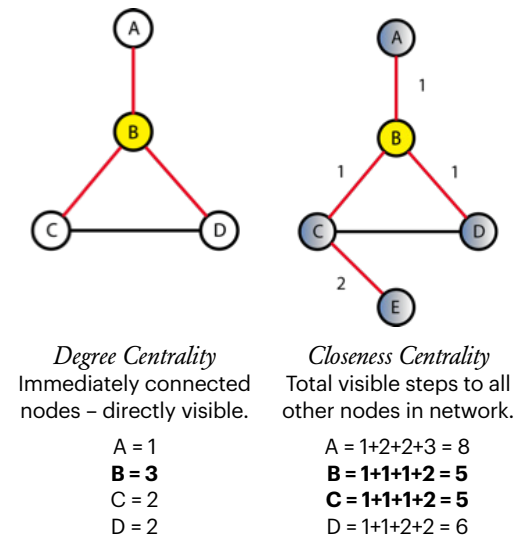 A
B
C
D
A
1
B
1
1
C
D
2
E
Degree Centrality
Immediately connected
nodes – directly visible.
A = 1
B = 3
C = 2
D = 2
Closeness Centrality
Total visible steps to all
other nodes in network.
A = 1+2+2+3 = 8
B = 1+1+1+2 = 5
C = 1+1+1+2 = 5
D = 1+1+2+2 = 6